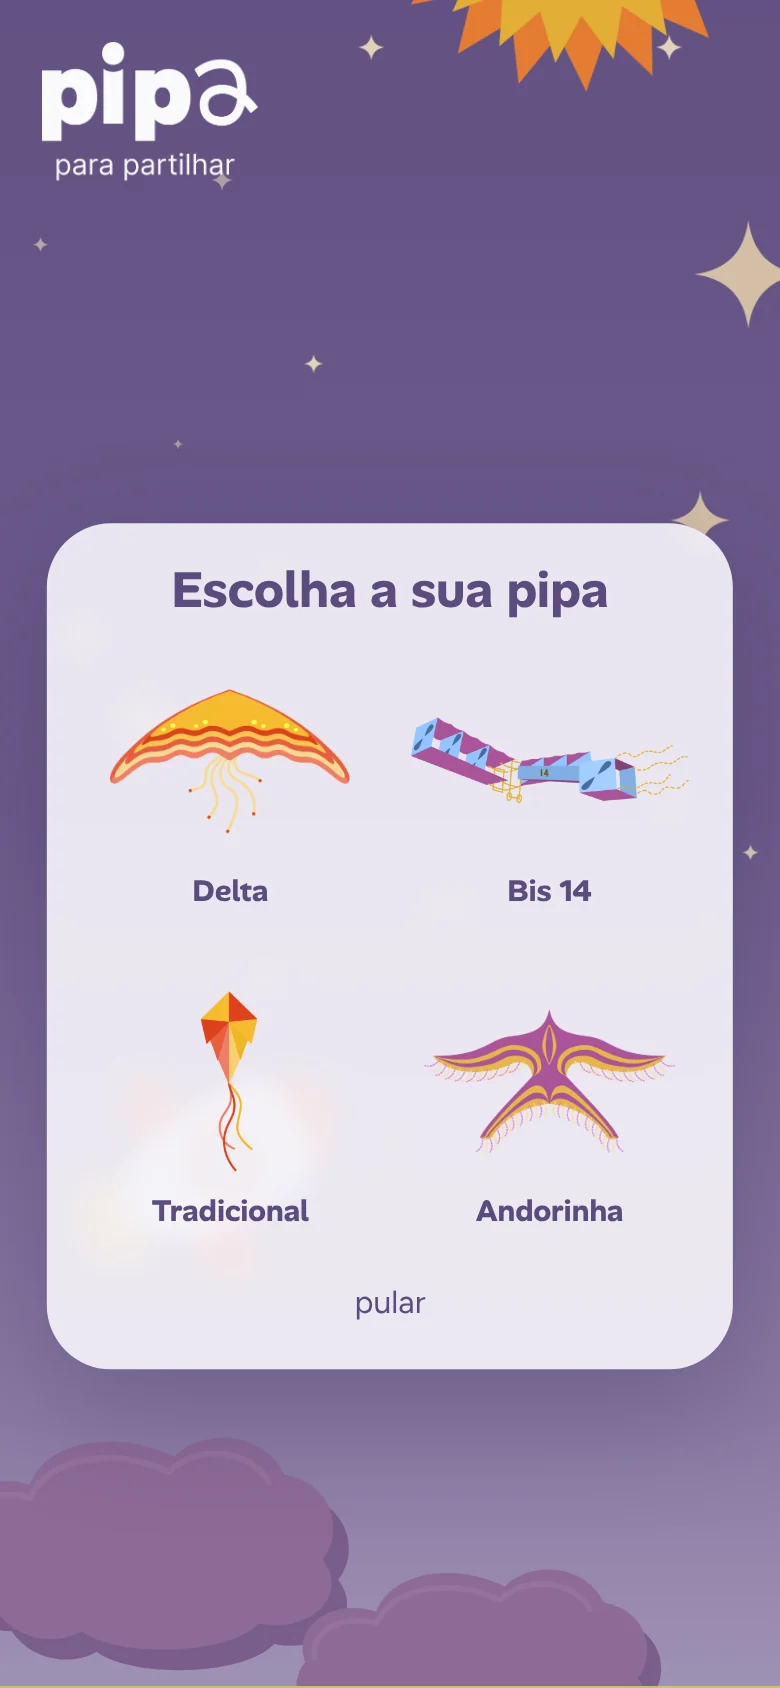 pipa
para partilhar
Escolha a sua pipa
14
Delta
Bis 14
Tradicional
Andorinha
pular